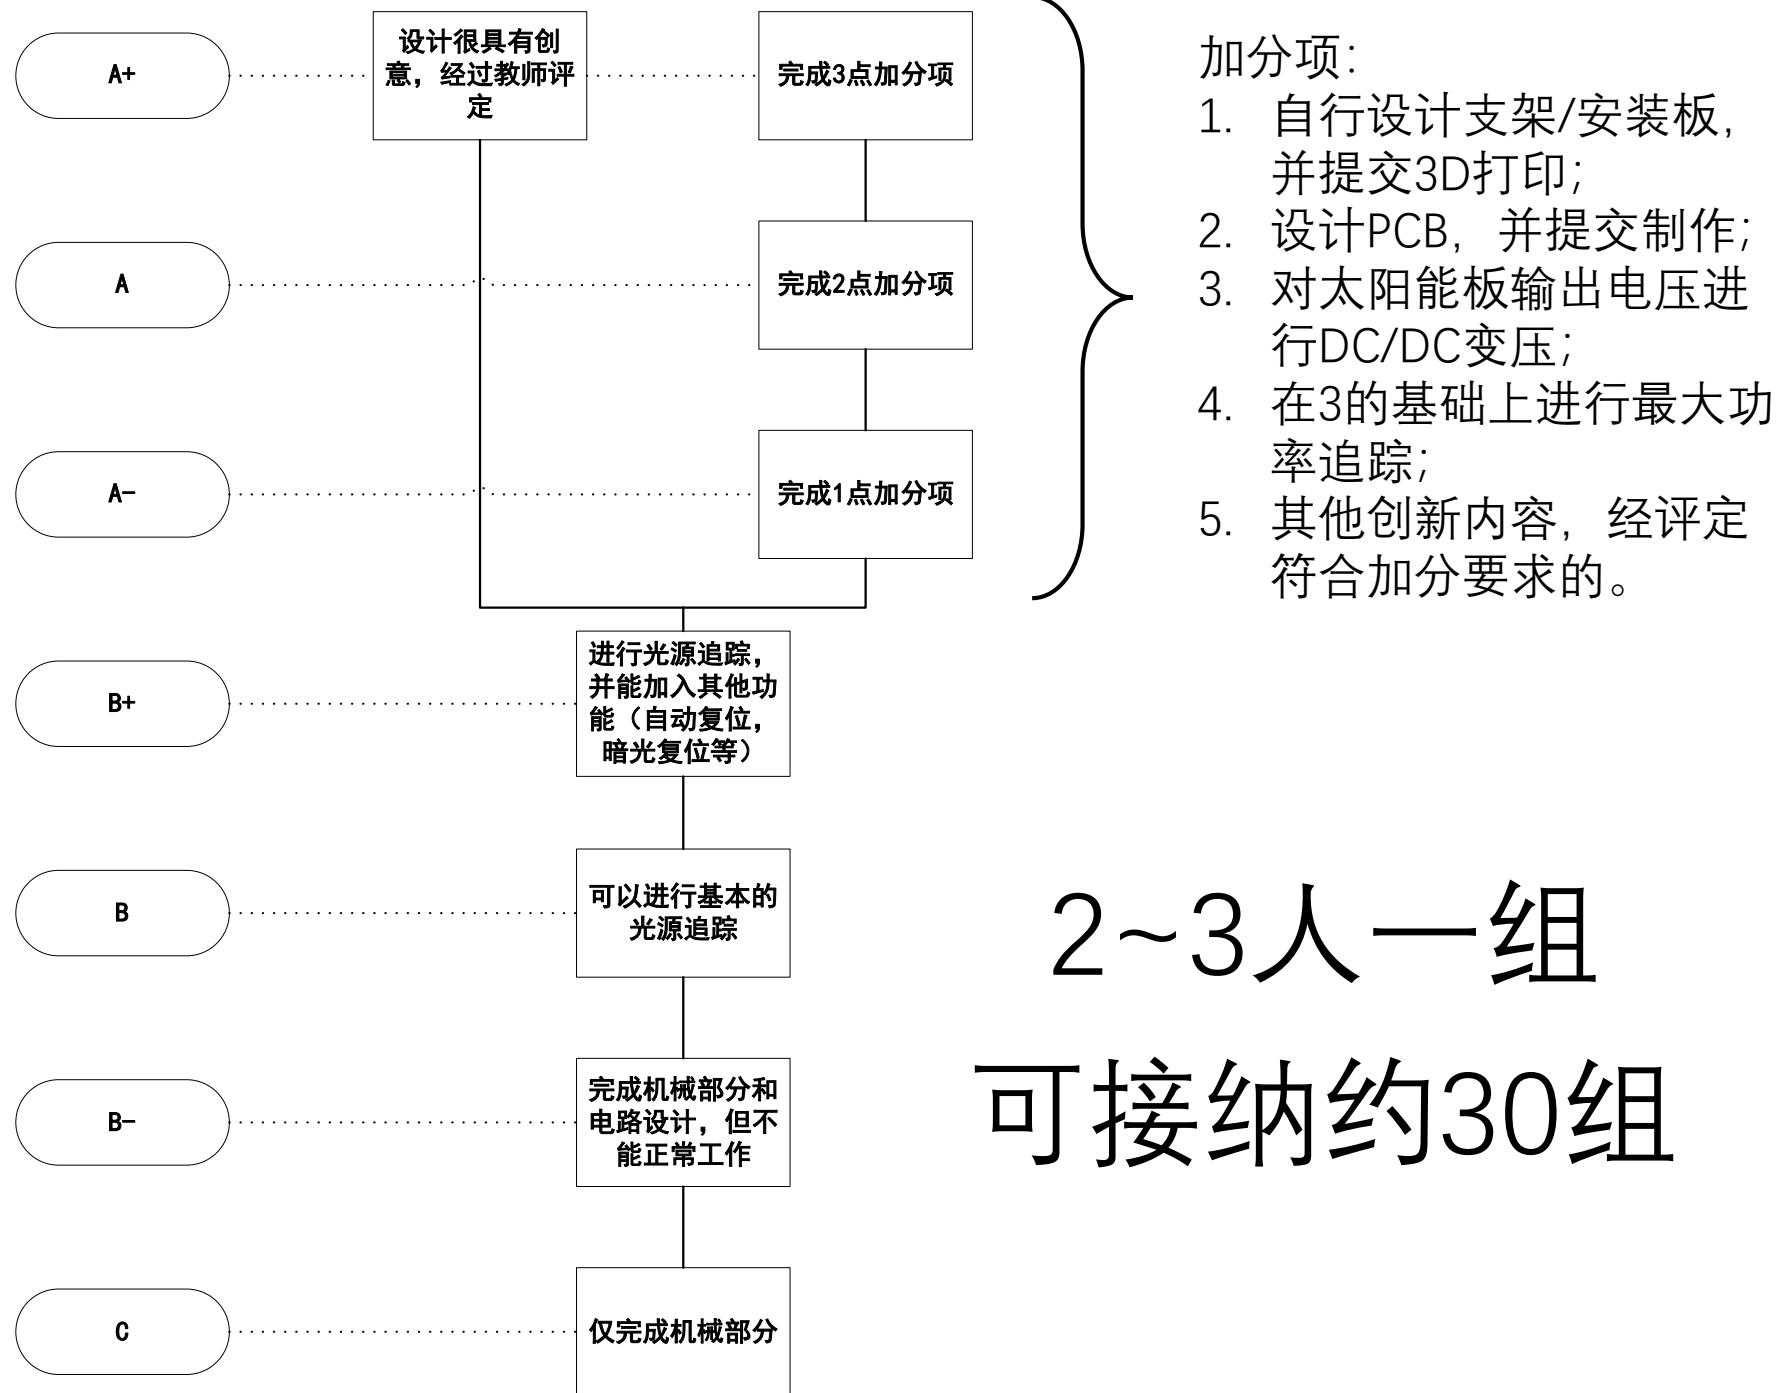 A+
设计很具有创
意，经过教师评
定
完成3点加分项
A
完成2点加分项
A-
完成1点加分项
B+
进行光源追踪，
并能加入其他功
能（自动复位，
暗光复位等）
B
可以进行基本的
光源追踪
B-
完成机械部分和
电路设计，但不
能正常工作
C
仅完成机械部分
加分项：
1. 自行设计支架/安装板，
并提交3D打印；
2. 设计PCB，并提交制作；
3. 对太阳能板输出电压进
行DC/DC变压；
4. 在3的基础上进行最大功
率追踪；
5. 其他创新内容，经评定
符合加分要求的。
2~3人一组
可接纳约30组